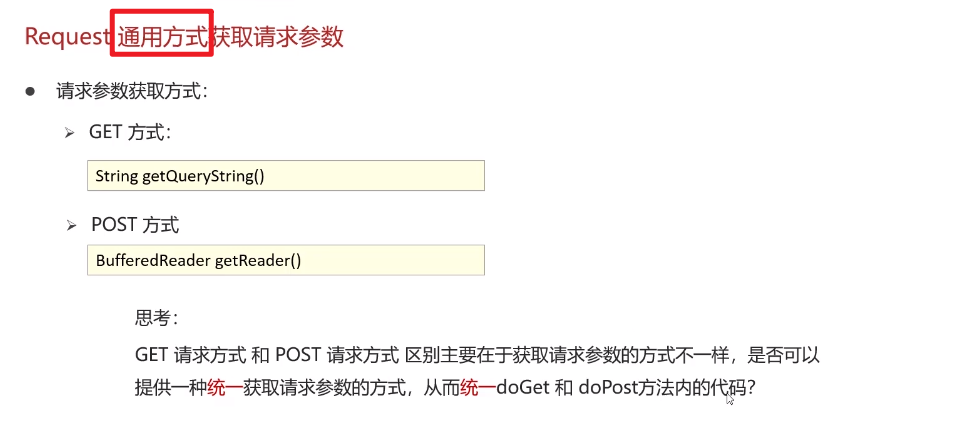 Request 通用方式获取请求参数
请求参数获取方式：
GET 方式：
String getQueryString()
POST 方式
BufferedReader getReader()
思考：
GET 请求方式 和 POST 请求方式 区别主要在于获取请求参数的方式不一样，是否可以
提供一种统一获取请求参数的方式，从而统一doGet 和 doPost方法内的代码？